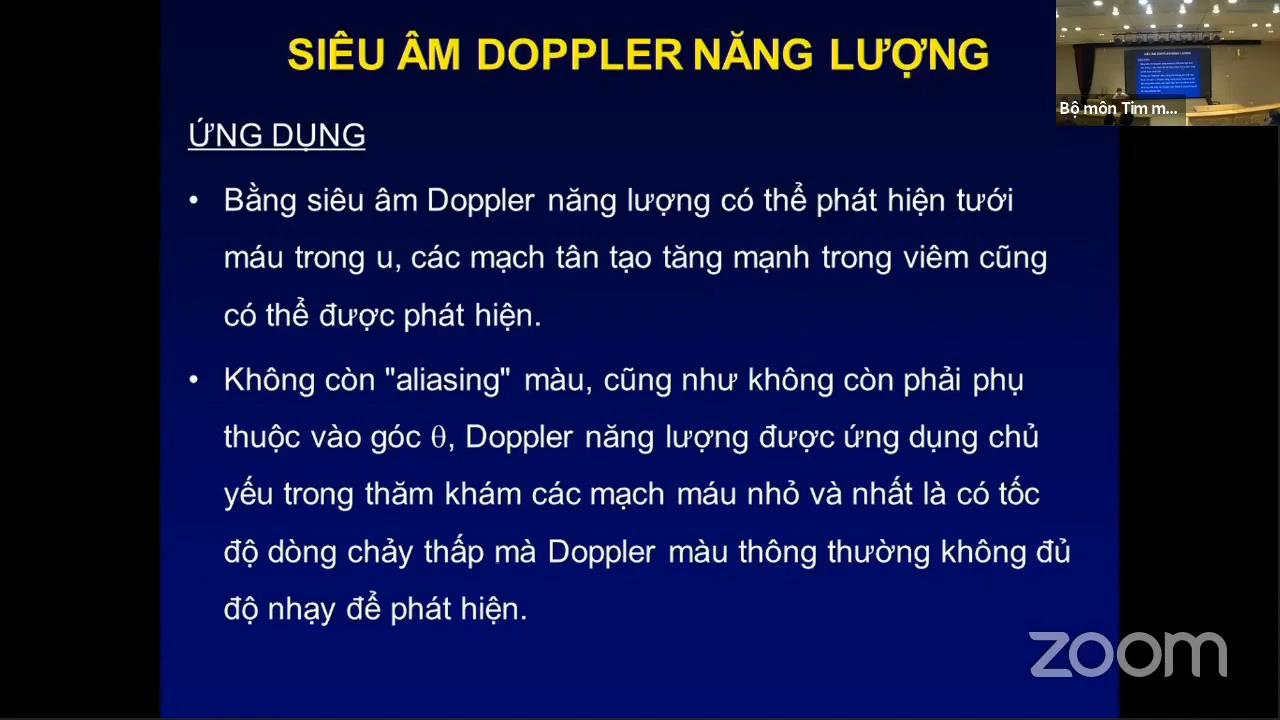 SIÊU ÂM DOPPLER NĂNG LƯỢNG
Bộ môn Tim m...
ỨNG DỤNG
• Bằng siêu âm Doppler năng lượng có thể phát hiện tưới
máu trong u, các mạch tân tạo tăng mạnh trong viêm cũng
có thể được phát hiện.
• Không còn "aliasing" màu, cũng như không còn phải phụ
thuộc vào góc θ, Doppler năng lượng được ứng dụng chủ
yếu trong thăm khám các mạch máu nhỏ và nhất là có tốc
độ dòng chảy thấp mà Doppler màu thông thường không đủ
độ nhạy để phát hiện.
zoom